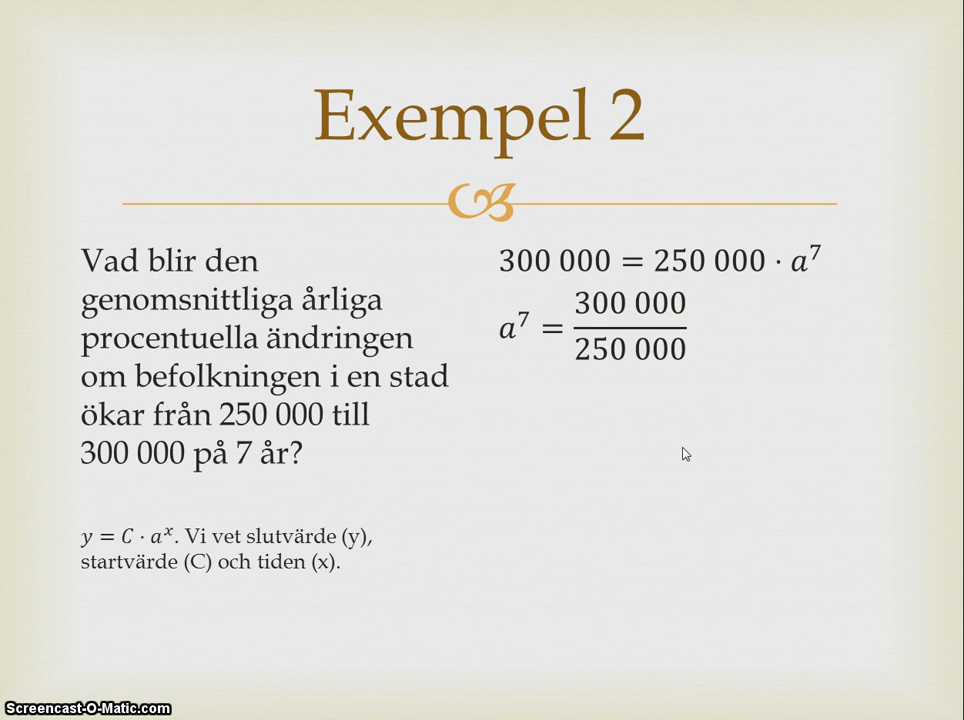 Exempel 2
Vad blir den
genomsnittliga årliga
procentuella ändringen
om befolkningen i en stad
ökar från 250 000 till
300 000 på 7 år?
y = C · aˣ. Vi vet slutvärde (y),
startvärde (C) och tiden (x).
300 000 = 250 000 · a⁷
a⁷ = 300 000 / 250 000
Screencast-O-Matic.com